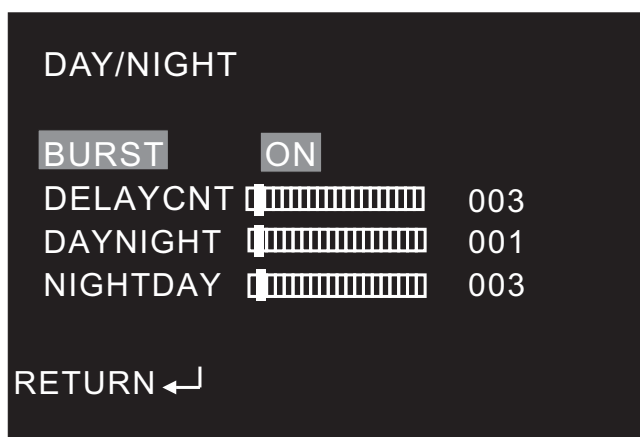 DAY/NIGHT
BURST ON
DELAYCNT 003
DAYNIGHT 001
NIGHTDAY 003
RETURN